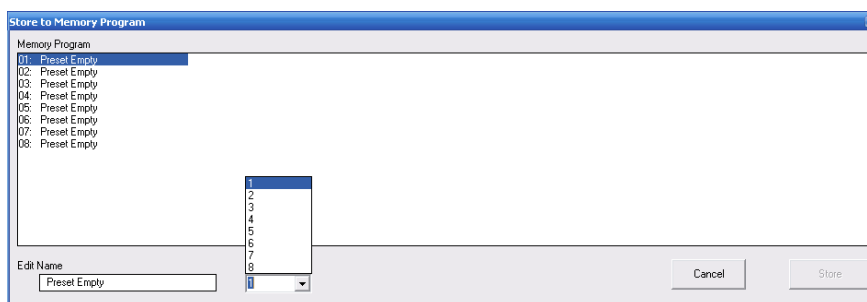 Store to Memory Program
Memory Program
01: Preset Empty
02: Preset Empty
03: Preset Empty
04: Preset Empty
05: Preset Empty
06: Preset Empty
07: Preset Empty
08: Preset Empty
1
2
3
4
5
6
7
8
Edit Name
Preset Empty 1 Cancel Store